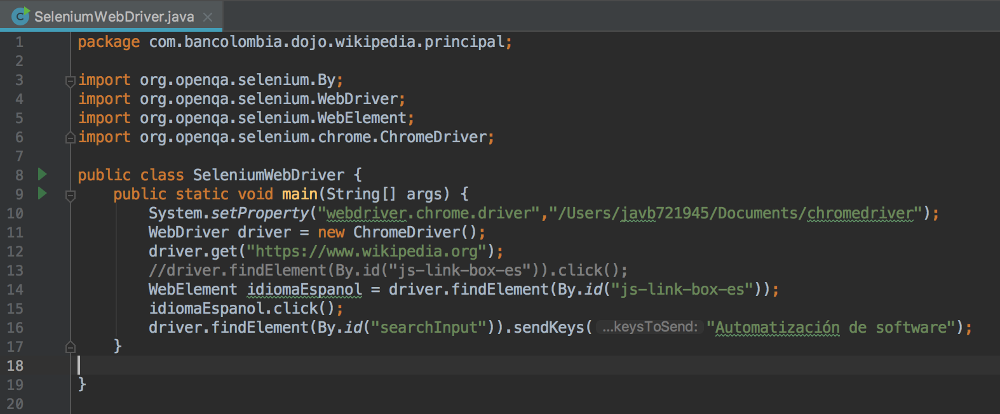 SeleniumWebDriver.java
1 package com.bancolombia.dojo.wikipedia.principal;
2
3 import org.openqa.selenium.By;
4 import org.openqa.selenium.WebDriver;
5 import org.openqa.selenium.WebElement;
6 import org.openqa.selenium.chrome.ChromeDriver;
7
8 public class SeleniumWebDriver {
9 public static void main(String[] args) {
10 System.setProperty("webdriver.chrome.driver","/Users/javb721945/Documents/chromedriver");
11 WebDriver driver = new ChromeDriver();
12 driver.get("https://www.wikipedia.org");
13 //driver.findElement(By.id("js-link-box-es")).click();
14 WebElement idiomaEspanol = driver.findElement(By.id("js-link-box-es"));
15 idiomaEspanol.click();
16 driver.findElement(By.id("searchInput")).sendKeys( ...keysToSend: "Automatización de software");
17 }
18
19 }
20